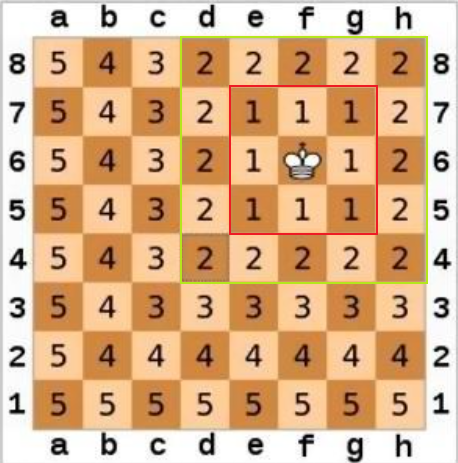 a b c d e f g h
8 5 4 3 2 2 2 2 2 8
7 5 4 3 2 1 1 1 2 7
6 5 4 3 2 1 1 2 6
5 5 4 3 2 1 1 1 2 5
4 5 4 3 2 2 2 2 2 4
3 5 4 3 3 3 3 3 3 3
2 5 4 4 4 4 4 4 4 2
1 5 5 5 5 5 5 5 5 1
a b c d e f g h